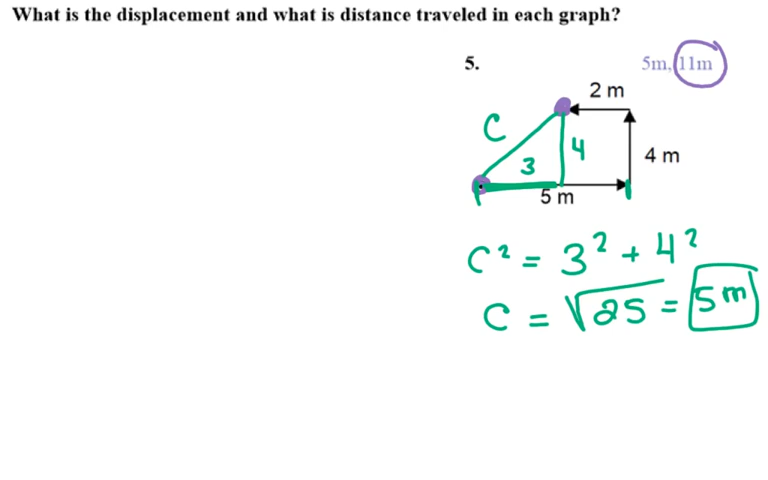 What is the displacement and what is distance traveled in each graph?
5.
5m, 11m
2 m
C
4
3
4 m
5 m
C² = 3² + 4²
C = √25 = 5m